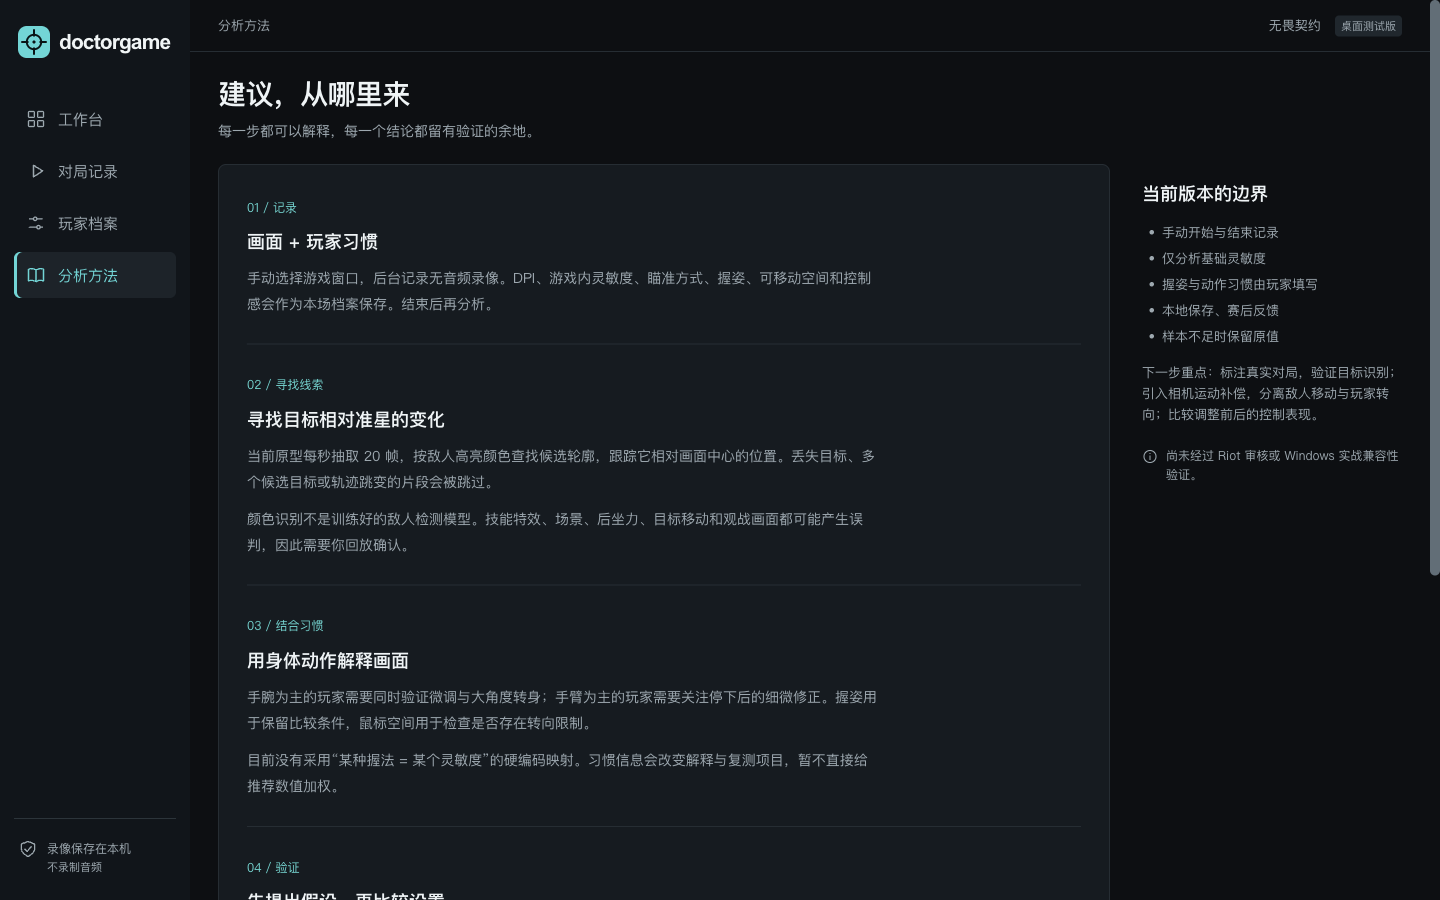 doctorgame
工作台
对局记录
玩家档案
分析方法
录像保存在本机
不录制音频
分析方法
无畏契约
桌面测试版
建议，从哪里来
每一步都可以解释，每一个结论都留有验证的余地。
01 / 记录
画面 + 玩家习惯
手动选择游戏窗口，后台记录无音频录像。DPI、游戏内灵敏度、瞄准方式、握姿、可移动空间和控制
感会作为本场档案保存。结束后再分析。
02 / 寻找线索
寻找目标相对准星的变化
当前原型每秒抽取 20 帧，按敌人高亮颜色查找候选轮廓，跟踪它相对画面中心的位置。丢失目标、多
个候选目标或轨迹跳变的片段会被跳过。
颜色识别不是训练好的敌人检测模型。技能特效、场景、后坐力、目标移动和观战画面都可能产生误
判，因此需要你回放确认。
03 / 结合习惯
用身体动作解释画面
手腕为主的玩家需要同时验证微调与大角度转身；手臂为主的玩家需要关注停下后的细微修正。握姿用
于保留比较条件，鼠标空间用于检查是否存在转向限制。
目前没有采用“某种握法 = 某个灵敏度”的硬编码映射。习惯信息会改变解释与复测项目，暂不直接给
推荐数值加权。
04 / 验证
先提出假设，再比较设置
当前版本的边界
• 手动开始与结束记录
• 仅分析基础灵敏度
• 握姿与动作习惯由玩家填写
• 本地保存、赛后反馈
• 样本不足时保留原值
下一步重点：标注真实对局，验证目标识别；
引入相机运动补偿，分离敌人移动与玩家转
向；比较调整前后的控制表现。
尚未经过 Riot 审核或 Windows 实战兼容性
验证。